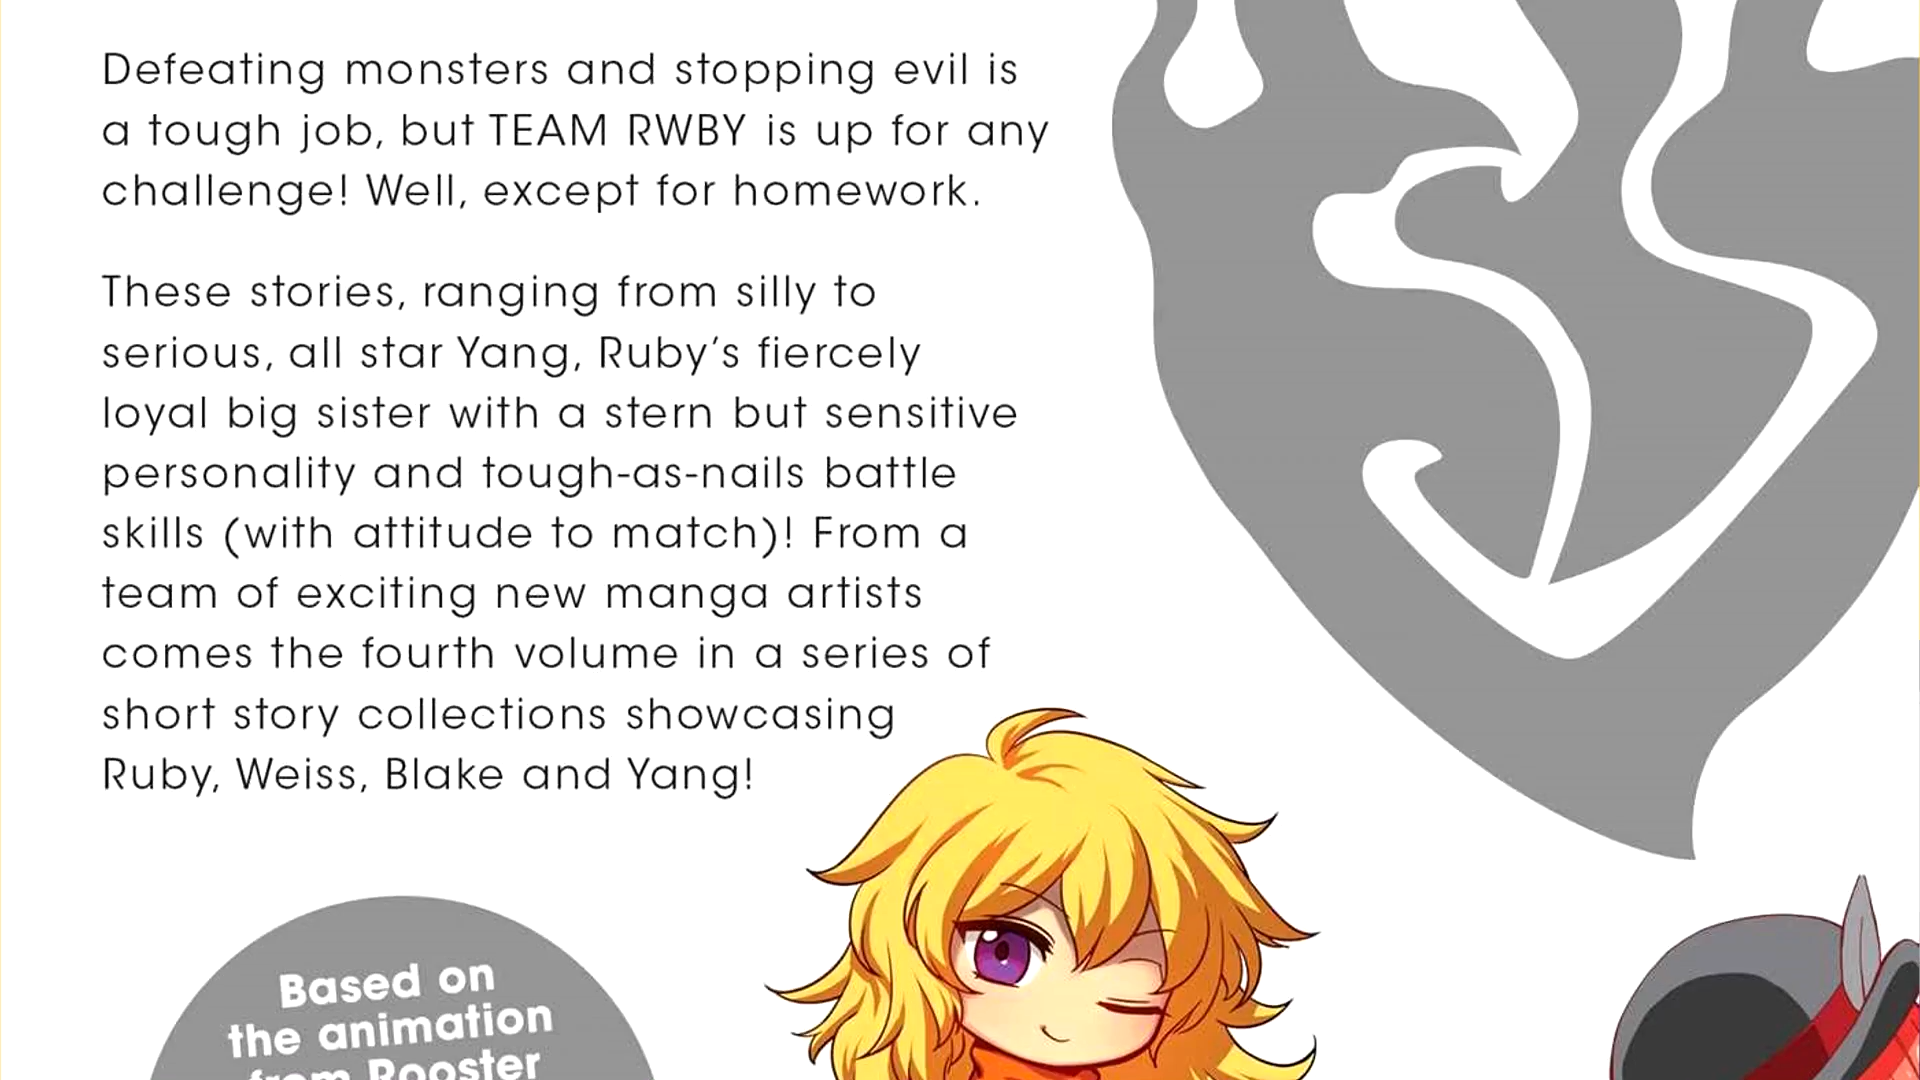 Defeating monsters and stopping evil is
a tough job, but TEAM RWBY is up for any
challenge! Well, except for homework.
These stories, ranging from silly to
serious, all star Yang, Ruby’s fiercely
loyal big sister with a stern but sensitive
personality and tough-as-nails battle
skills (with attitude to match)! From a
team of exciting new manga artists
comes the fourth volume in a series of
short story collections showcasing
Ruby, Weiss, Blake and Yang!
Based on
the animation
from Rooster